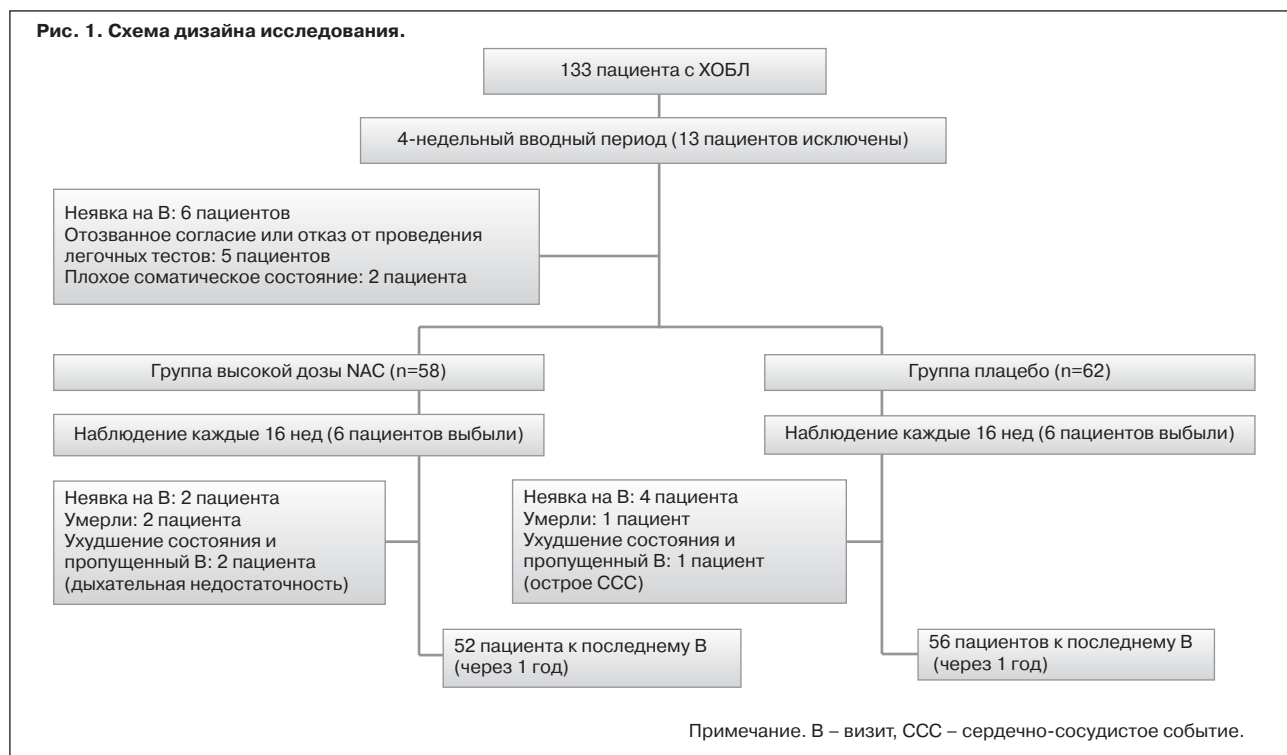 Рис. 1. Схема дизайна исследования.
133 пациента с ХОБЛ
4-недельный вводный период (13 пациентов исключены)
Неявка на В: 6 пациентов
Отозванное согласие или отказ от проведения
легочных тестов: 5 пациентов
Плохое соматическое состояние: 2 пациента
Группа высокой дозы NAC (n=58)
Группа плацебо (n=62)
Наблюдение каждые 16 нед (6 пациентов выбыли)
Наблюдение каждые 16 нед (6 пациентов выбыли)
Неявка на В: 2 пациента
Умерли: 2 пациента
Ухудшение состояния и
пропущенный В: 2 пациента
(дыхательная недостаточность)
Неявка на В: 4 пациента
Умерли: 1 пациент
Ухудшение состояния и
пропущенный В: 1 пациент
(острое ССС)
52 пациента к последнему В
(через 1 год)
56 пациентов к последнему В
(через 1 год)
Примечание. В – визит, ССС – сердечно-сосудистое событие.